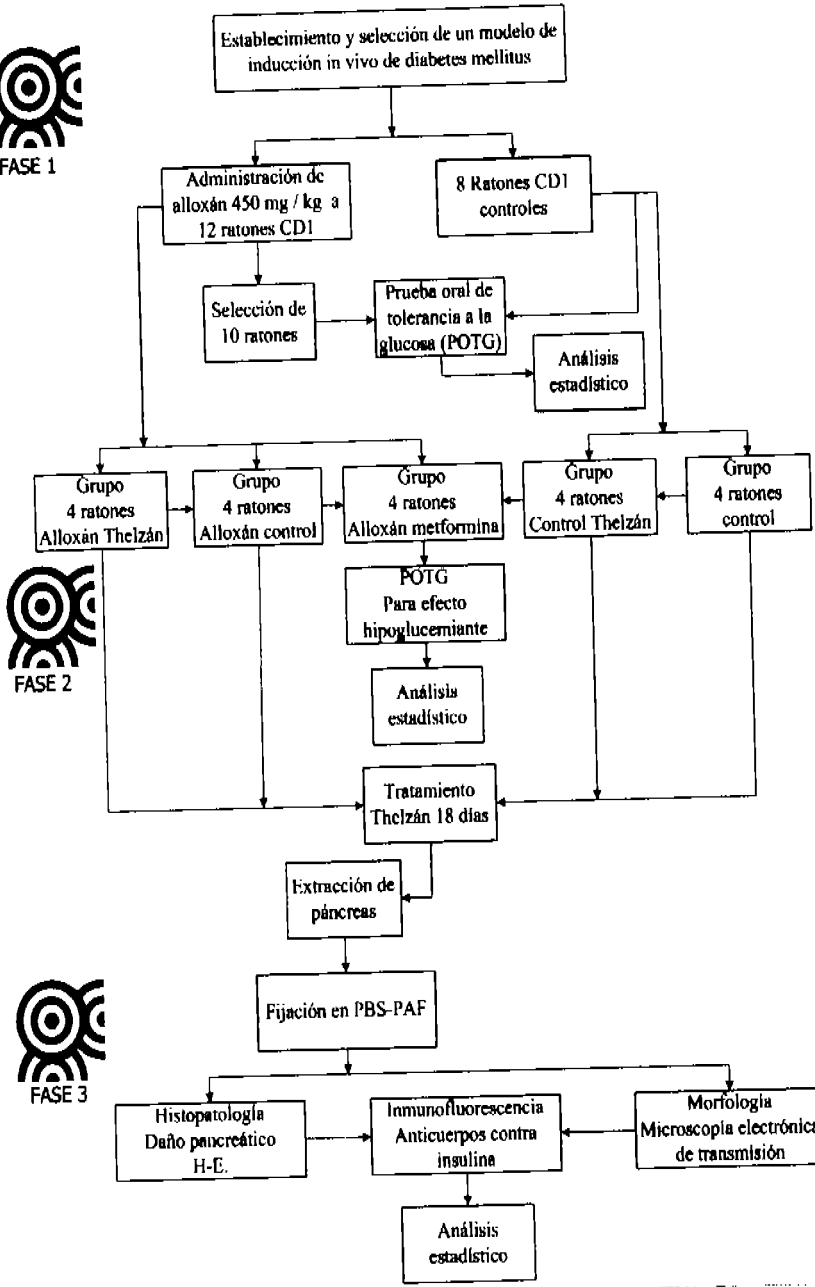 Establecimiento y selección de un modelo de
inducción in vivo de diabetes mellitus
FASE 1
Administración de
alloxán 450 mg / kg a
12 ratones CD1
8 Ratones CD1
controles
Selección de
10 ratones
Prueba oral de
tolerancia a la
glucosa (POTG)
Análisis
estadístico
Grupo
4 ratones
Alloxán Thelzán
Grupo
4 ratones
Alloxán control
Grupo
4 ratones
Alloxán metformina
Grupo
4 ratones
Control Thelzán
Grupo
4 ratones
control
FASE 2
POTG
Para efecto
hipoglucemiante
Análisis
estadístico
Tratamiento
Thelzán 18 días
Extracción de
páncreas
FASE 3
Fijación en PBS-PAF
Histopatología
Daño pancreático
H-E.
Inmunofluorescencia
Anticuerpos contra
insulina
Morfología
Microscopia electrónica
de transmisión
Análisis
estadístico